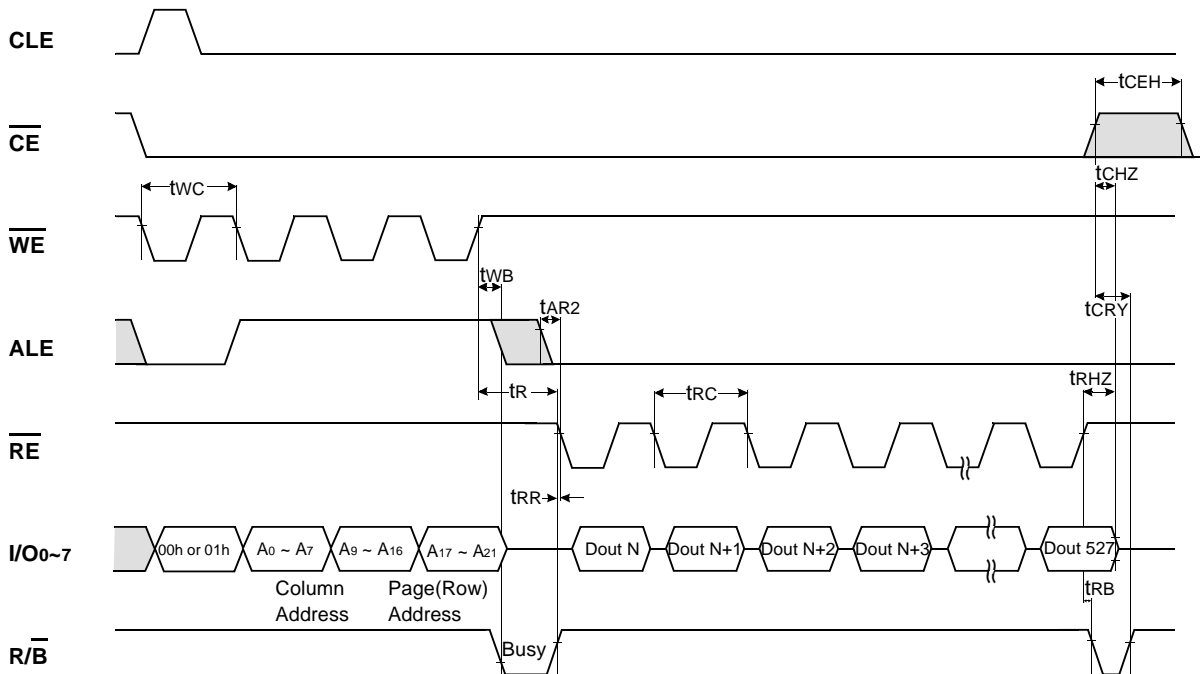 CLE
tCEH
CE
tCHZ
tWC
WE
tWB
tCRY
tAR2
ALE
tRHZ
tR
tRC
RE
tRR
I/O0~7
00h or 01h
A0 ~ A7
A9 ~ A16
A17 ~ A21
Dout N
Dout N+1
Dout N+2
Dout N+3
Dout 527
Column
Address
Page(Row)
Address
tRB
R/B
Busy